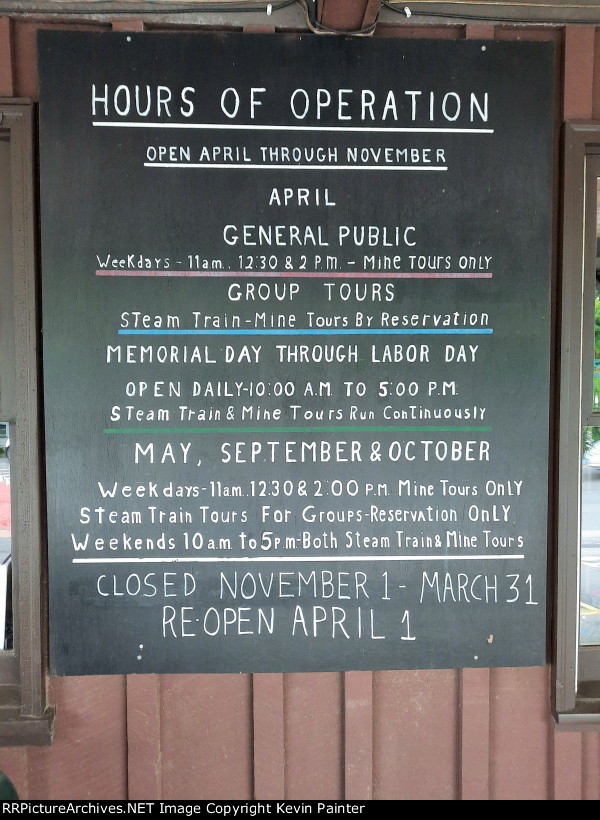 HOURS OF OPERATION
OPEN APRIL THROUGH NOVEMBER
APRIL
GENERAL PUBLIC
Weekdays - 11am., 12:30 & 2 P.m. - Mine Tours Only
GROUP TOURS
STeam Train - Mine Tours By Reservation
MEMORIAL DAY THROUGH LABOR DAY
OPEN DAILY-10:00 A.M. TO 5:00 P.M.
STeam Train & Mine Tours Run ConTinuously
MAY, SEPTEMBER & OCTOBER
Weekdays-11am..12:30 & 2:00 P.M. Mine Tours Only
STeam Train Tours For Groups-Reservation Only
Weekends 10 a.m. to 5 P.m-Both Steam Train & Mine Tours
CLOSED NOVEMBER 1 - MARCH 31
RE-OPEN APRIL 1
RRPictureArchives.NET Image Copyright Kevin Painter